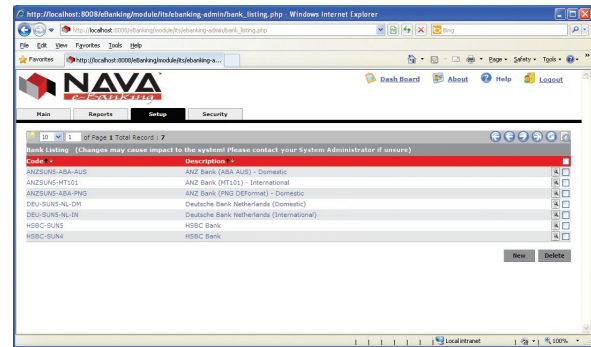 http://localhost:8008/eBanking/module/its/ebanking-admin/bank_listing.php - Windows Internet Explorer
http://localhost:8008/eBanking/module/its/ebanking-admin/bank_listing.php
Bing
File Edit View Favorites Tools Help
Favorites http://localhost:8008/eBanking/module/its/ebanking-a...
Page Safety Tools
NAVA
e-Banking
Dash Board About Help Logout
Main Reports Setup Security
10 1 of Page 1 Total Record : 7
Bank Listing (Changes may cause impact to the system! Please contact your System Administrator if unsure)
Code Description
ANZSUN5-ABA-AUS ANZ Bank (ABA AUS) - Domestic
ANZSUN5-MT101 ANZ Bank (MT101) - International
ANZSUN5-ABA-PNG ANZ Bank (PNG DEFormat) - Domestic
DEU-SUN5-NL-DM Deutsche Bank Netherlands (Domestic)
DEU-SUN5-NL-IN Deutsche Bank Netherlands (International)
HSBC-SUN5 HSBC Bank
HSBC-SUN4 HSBC Bank
New Delete
Local intranet 100%